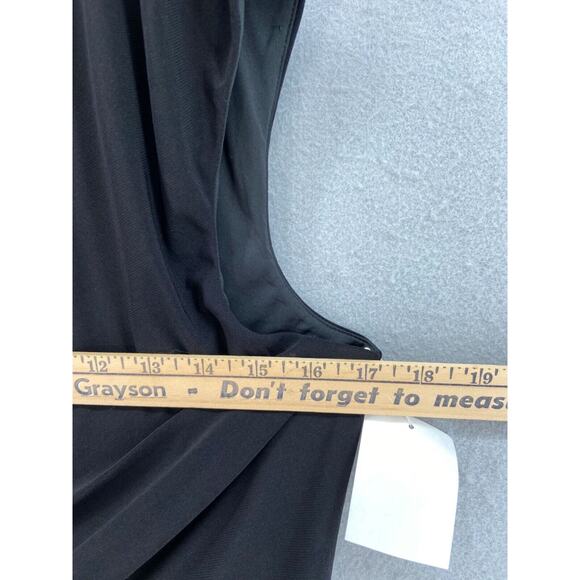 12 13 14 15 16 17 18 19
Grayson - Don't forget to meas